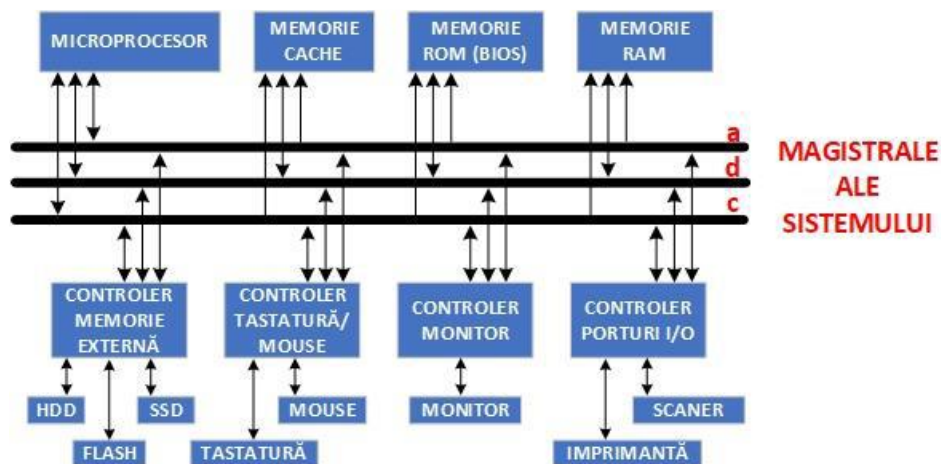 MICROPROCESOR
MEMORIE
CACHE
MEMORIE
ROM (BIOS)
MEMORIE
RAM
a
d
c
MAGISTRALE
ALE
SISTEMULUI
CONTROLER
MEMORIE
EXTERNĂ
CONTROLER
TASTATURĂ/
MOUSE
CONTROLER
MONITOR
CONTROLER
PORTURI I/O
HDD
SSD
MOUSE
MONITOR
SCANER
FLASH
TASTATURĂ
IMPRIMANTĂ